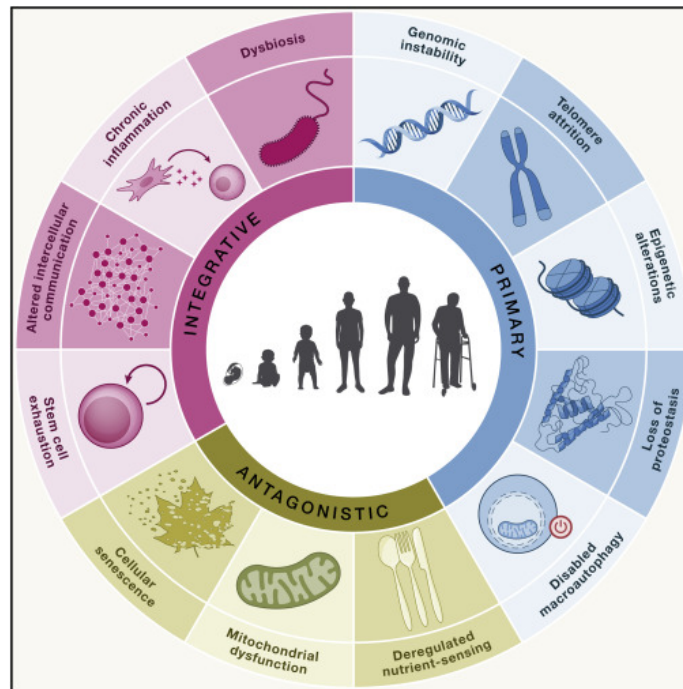 Dysbiosis
Genomic
instability
Telomere
attrition
Epigenetic
alterations
Loss of
proteostasis
Disabled
macroautophagy
Deregulated
nutrient-sensing
Mitochondrial
dysfunction
Cellular
senescence
Stem cell
exhaustion
Altered intercellular
communication
Chronic
inflammation
INTEGRATIVE
PRIMARY
ANTAGONISTIC